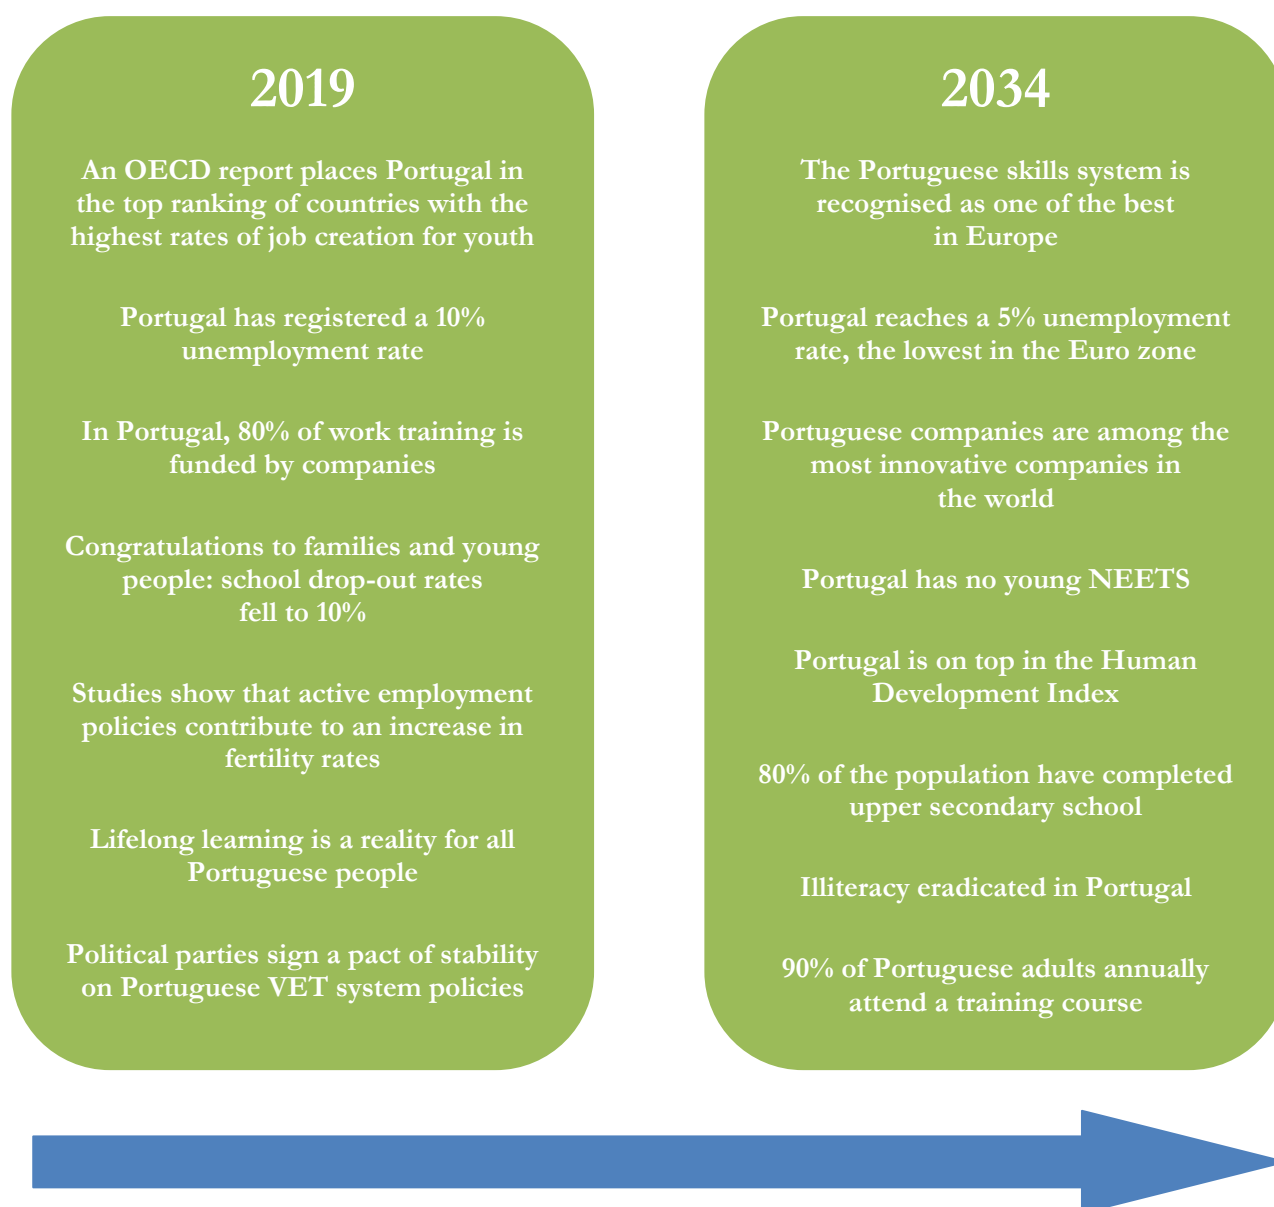 2019
An OECD report places Portugal in
the top ranking of countries with the
highest rates of job creation for youth
Portugal has registered a 10%
unemployment rate
In Portugal, 80% of work training is
funded by companies
Congratulations to families and young
people: school drop-out rates
fell to 10%
Studies show that active employment
policies contribute to an increase in
fertility rates
Lifelong learning is a reality for all
Portuguese people
Political parties sign a pact of stability
on Portuguese VET system policies
2034
The Portuguese skills system is
recognised as one of the best
in Europe
Portugal reaches a 5% unemployment
rate, the lowest in the Euro zone
Portuguese companies are among the
most innovative companies in
the world
Portugal has no young NEETS
Portugal is on top in the Human
Development Index
80% of the population have completed
upper secondary school
Illiteracy eradicated in Portugal
90% of Portuguese adults annually
attend a training course